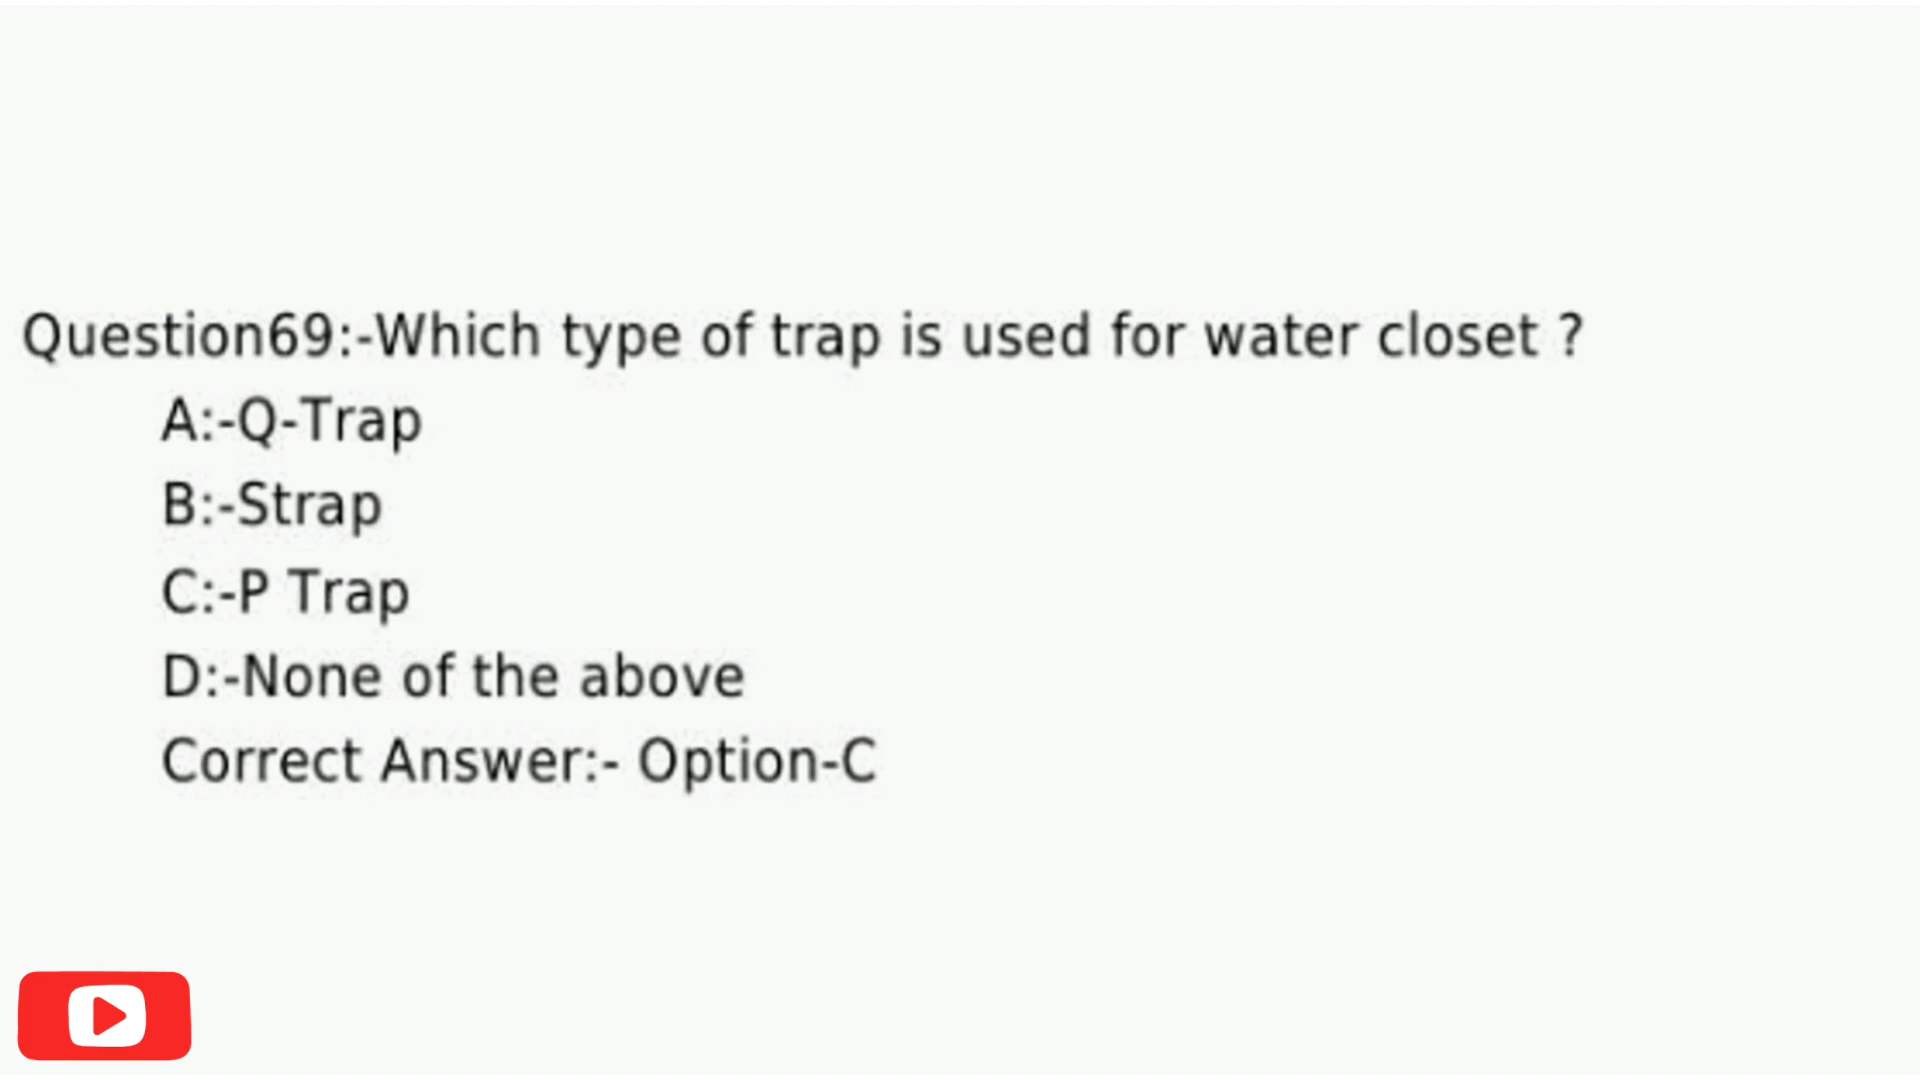 Question69:-Which type of trap is used for water closet ?
A:-Q-Trap
B:-Strap
C:-P Trap
D:-None of the above
Correct Answer:- Option-C